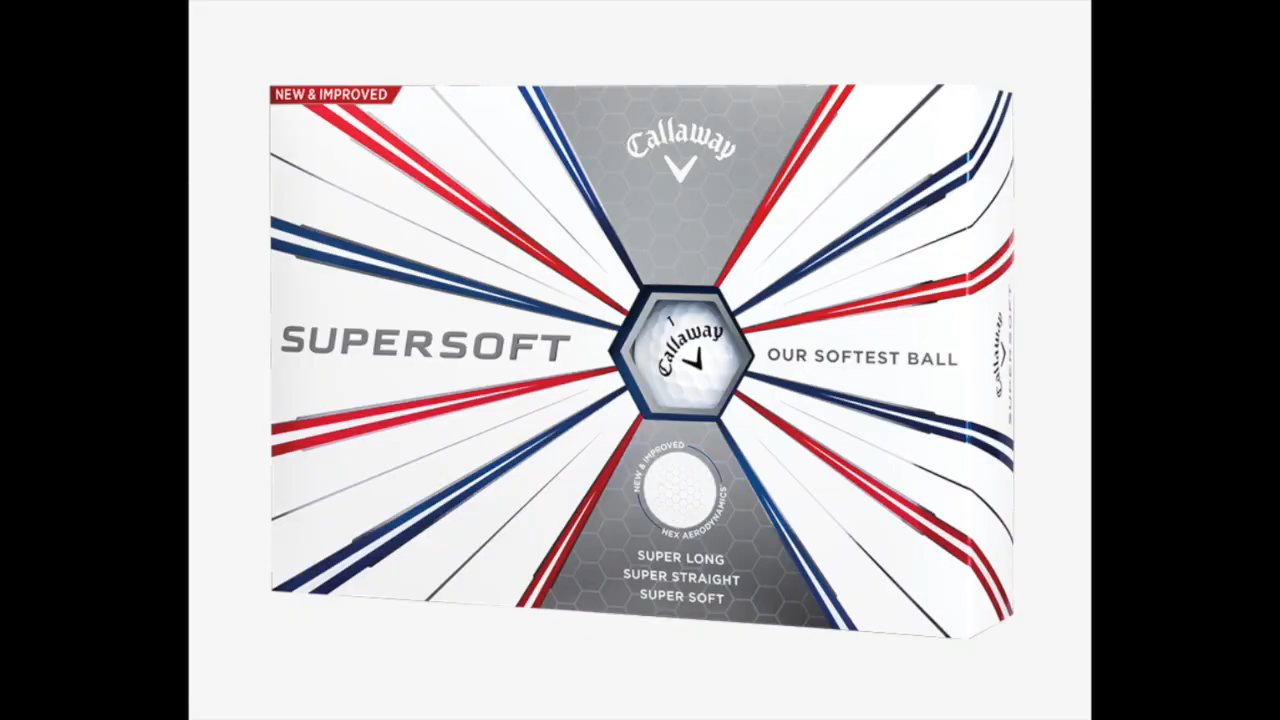 NEW & IMPROVED
Callaway
SUPERSOFT
1
Callaway
OUR SOFTEST BALL
NEW & IMPROVED
HEX AERODYNAMICS
SUPER LONG
SUPER STRAIGHT
SUPER SOFT
Callaway
SUPERSOFT